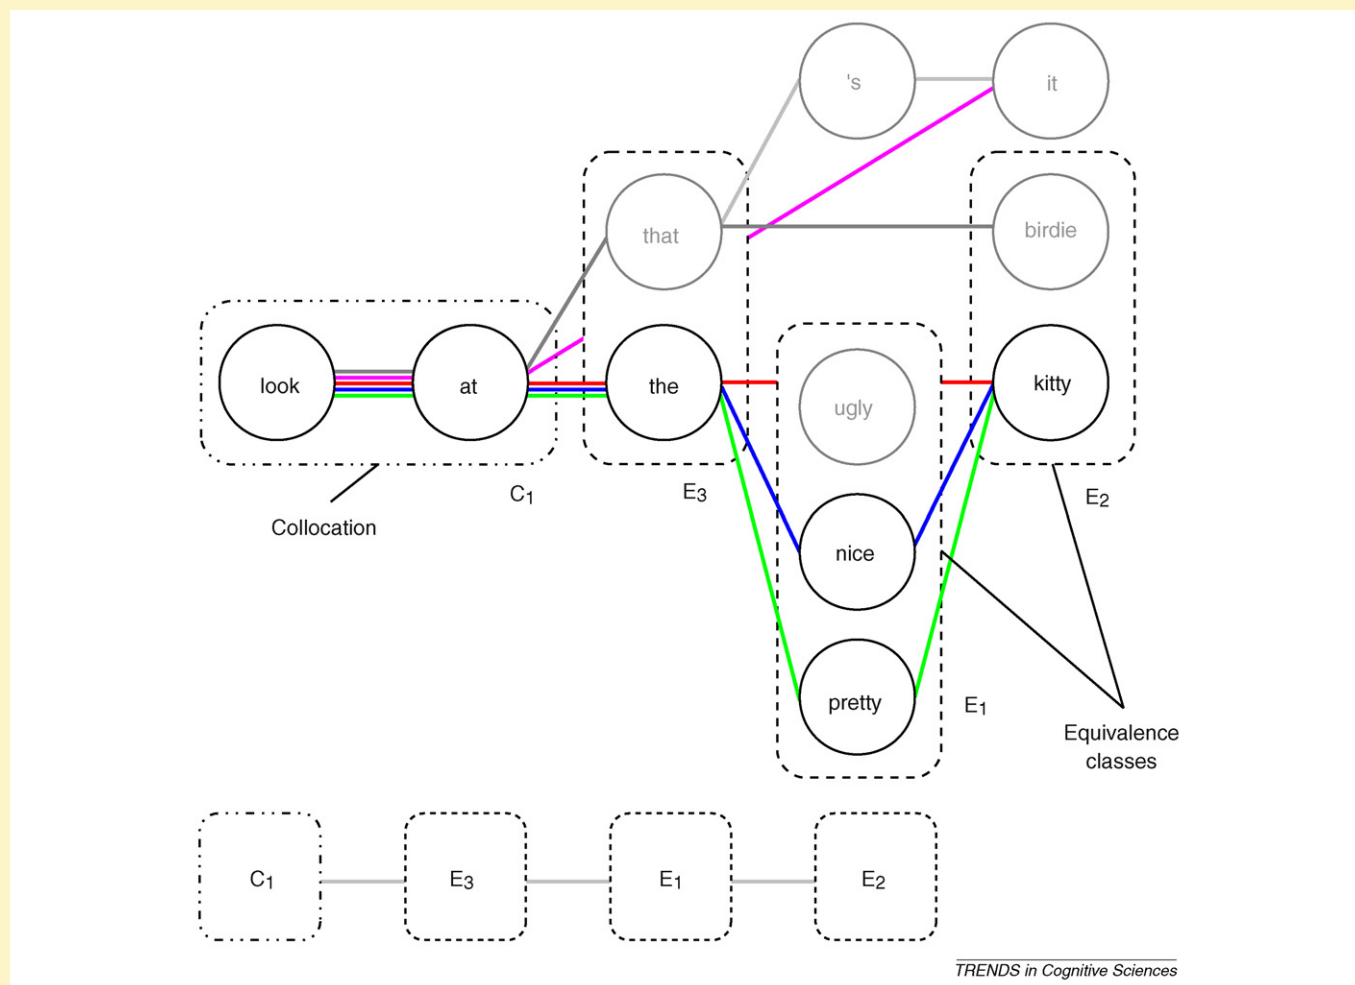 's
it
that
birdie
look
at
the
ugly
kitty
C1
E3
E2
Collocation
nice
pretty
E1
Equivalence
classes
C1
E3
E1
E2
TRENDS in Cognitive Sciences